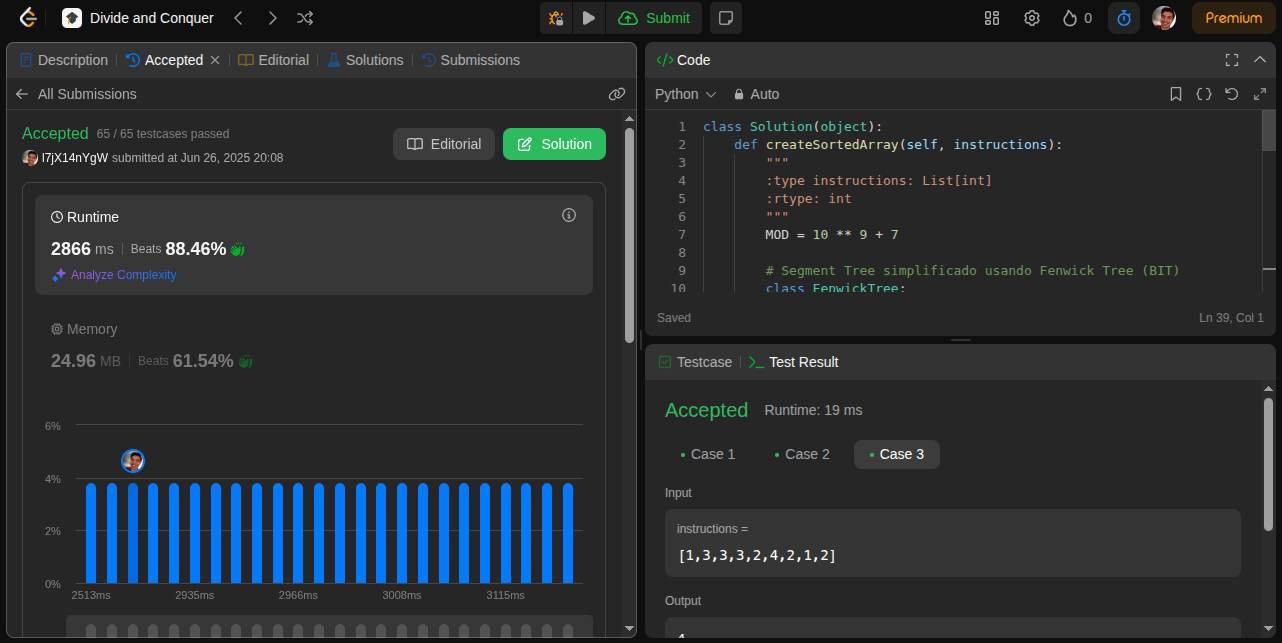 Divide and Conquer
Submit
0
Premium
Description
Accepted
Editorial
Solutions
Submissions
All Submissions
Accepted 65 / 65 testcases passed
I7jX14nYgW submitted at Jun 26, 2025 20:08
Editorial
Solution
Runtime
2866 ms Beats 88.46%
Analyze Complexity
Memory
24.96 MB Beats 61.54%
6%
4%
2%
0%
2513ms 2935ms 2966ms 3008ms 3115ms
</> Code
Python Auto
1 class Solution(object):
2 def createSortedArray(self, instructions):
3 """
4 :type instructions: List[int]
5 :rtype: int
6 """
7 MOD = 10 ** 9 + 7
8
9 # Segment Tree simplificado usando Fenwick Tree (BIT)
10 class FenwickTree:
Saved
Ln 39, Col 1
Testcase
>_ Test Result
Accepted Runtime: 19 ms
Case 1
Case 2
Case 3
Input
instructions =
[1,3,3,3,2,4,2,1,2]
Output
4